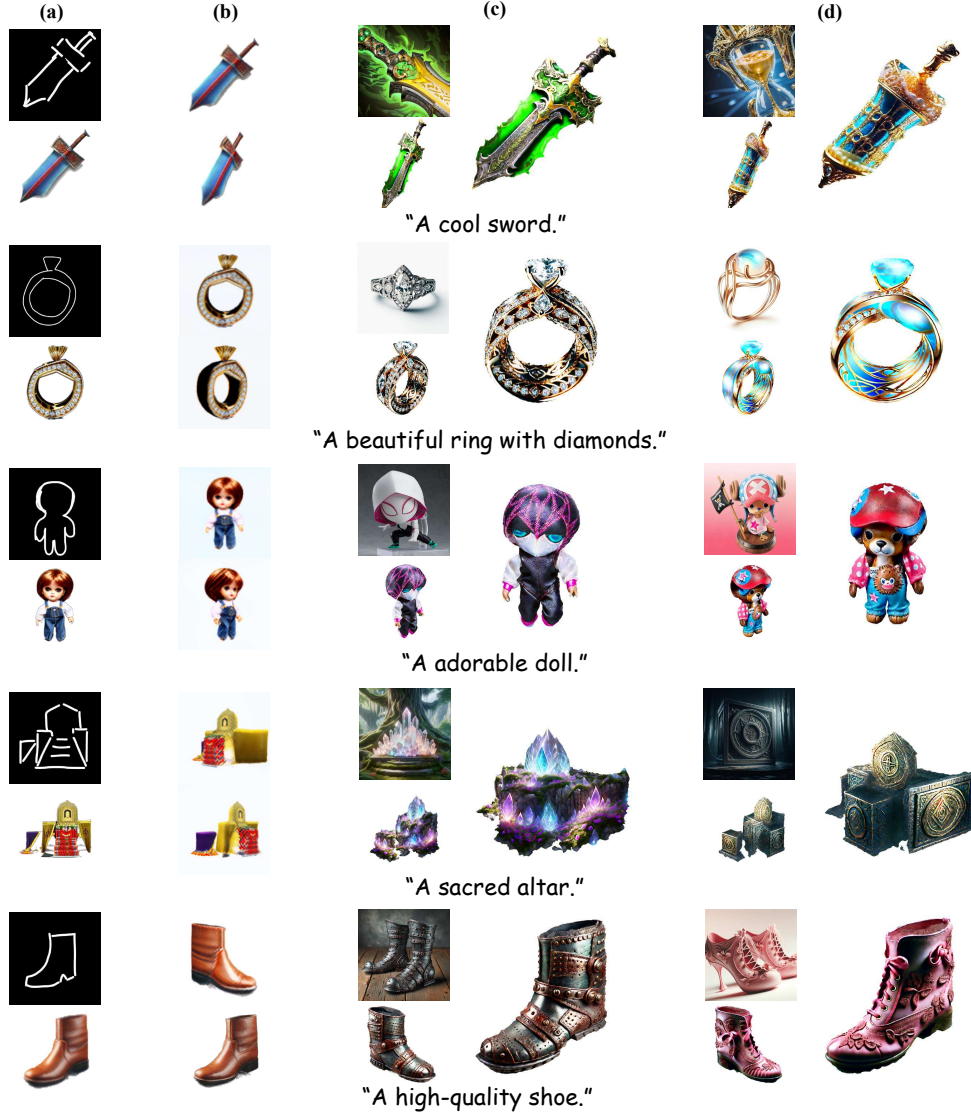 (a) (b) (c) (d)
“A cool sword.”
“A beautiful ring with diamonds.”
“A adorable doll.”
“A sacred altar.”
“A high-quality shoe.”